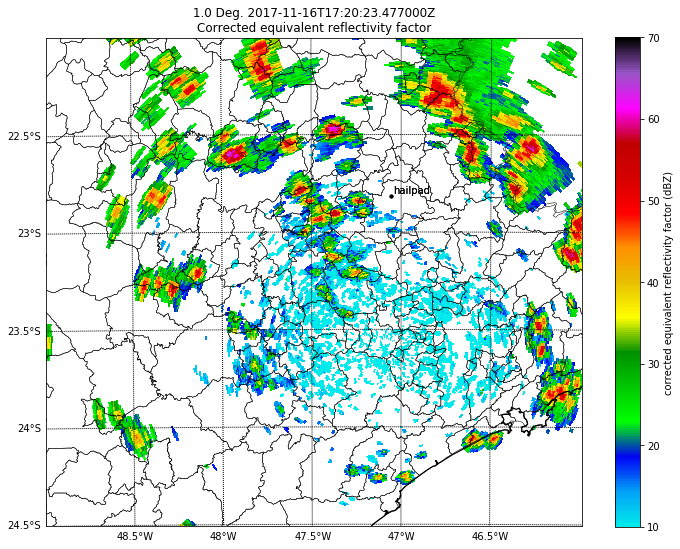 1.0 Deg. 2017-11-16T17:20:23.477000Z
Corrected equivalent reflectivity factor
70
60
50
40
30
20
10
corrected equivalent reflectivity factor (dBZ)
22.5°S
23°S
23.5°S
24°S
24.5°S
hailpad
48.5°W
48°W
47.5°W
47°W
46.5°W